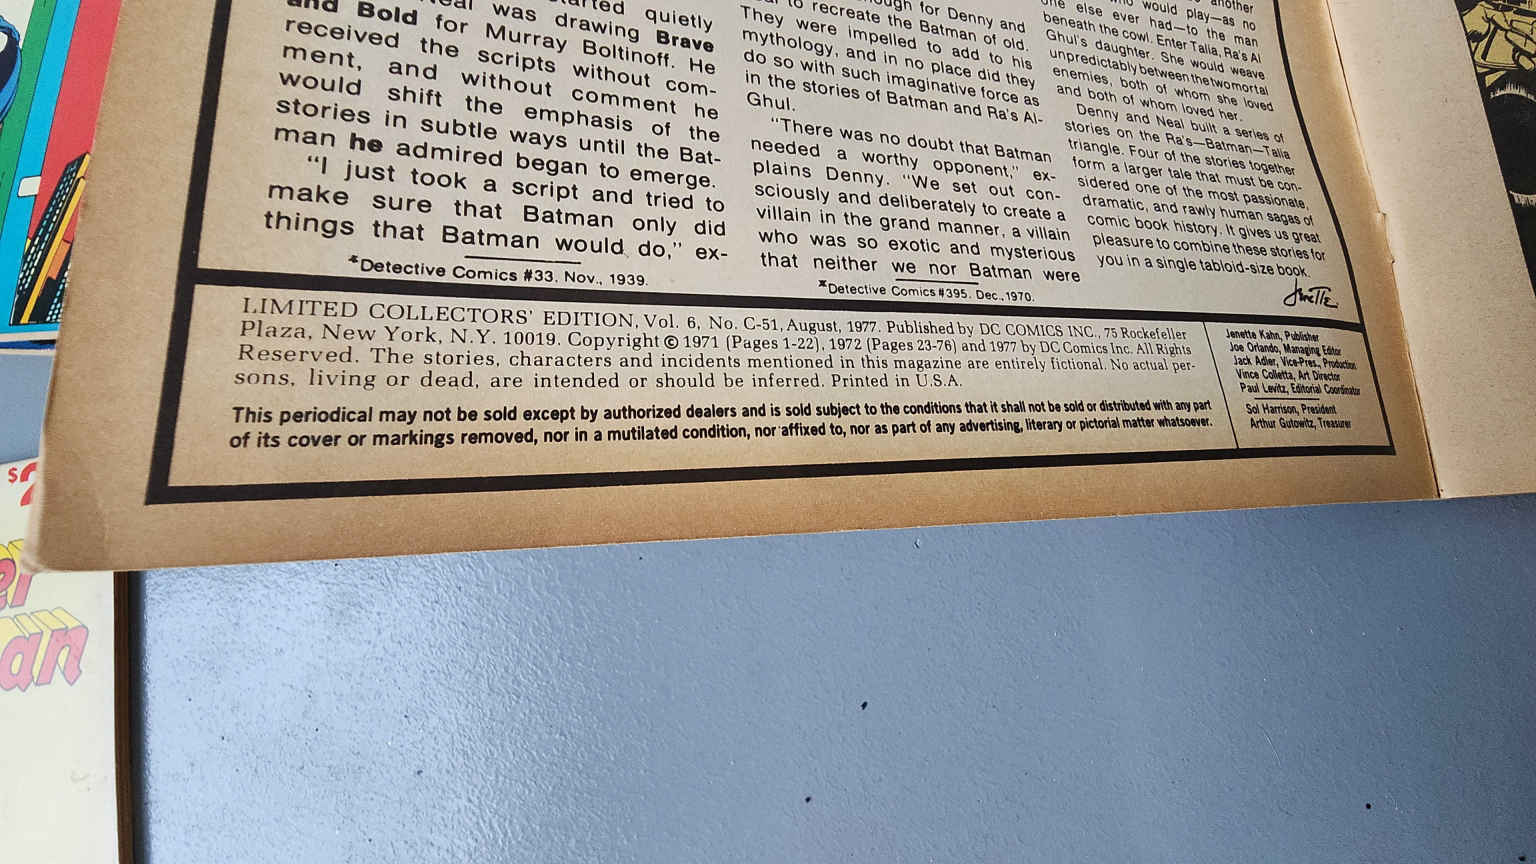 started quietly
Neal was drawing Brave
and Bold for Murray Boltinoff. He
received the scripts without com-
ment, and without comment he
would shift the emphasis of the
stories in subtle ways until the Bat-
man he admired began to emerge.
“I just took a script and tried to
make sure that Batman only did
things that Batman would do,” ex-
*Detective Comics #33. Nov., 1939.
for Denny and
to recreate the Batman of old.
They were impelled to add to his
mythology, and in no place did they
do so with such imaginative force as
in the stories of Batman and Ra's Al-
Ghul.
“There was no doubt that Batman
needed a worthy opponent,” ex-
plains Denny. “We set out con-
sciously and deliberately to create a
villain in the grand manner, a villain
who was so exotic and mysterious
that neither we nor Batman were
*Detective Comics #395. Dec., 1970.
another
who would play—as no
one else ever had—to the man
beneath the cowl. Enter Talia, Ra's Al
Ghul's daughter. She would weave
unpredictably between the two mortal
enemies, both of whom she loved
and both of whom loved her.
Denny and Neal built a series of
stories on the Ra's—Batman—Talia
triangle. Four of the stories together
form a larger tale that must be con-
sidered one of the most passionate,
dramatic, and rawly human sagas of
comic book history. It gives us great
pleasure to combine these stories for
you in a single tabloid-size book.
Jenette
LIMITED COLLECTORS' EDITION, Vol. 6, No. C-51, August, 1977. Published by DC COMICS INC., 75 Rockefeller
Plaza, New York, N.Y. 10019. Copyright © 1971 (Pages 1-22), 1972 (Pages 23-76) and 1977 by DC Comics Inc. All Rights
Reserved. The stories, characters and incidents mentioned in this magazine are entirely fictional. No actual per-
sons, living or dead, are intended or should be inferred. Printed in U.S.A.
This periodical may not be sold except by authorized dealers and is sold subject to the conditions that it shall not be sold or distributed with any part
of its cover or markings removed, nor in a mutilated condition, nor affixed to, nor as part of any advertising, literary or pictorial matter whatsoever.
Jenette Kahn, Publisher
Joe Orlando, Managing Editor
Jack Adler, Vice-Pres., Production
Vince Colletta, Art Director
Paul Levitz, Editorial Coordinator
Sol Harrison, President
Arthur Gutowitz, Treasurer